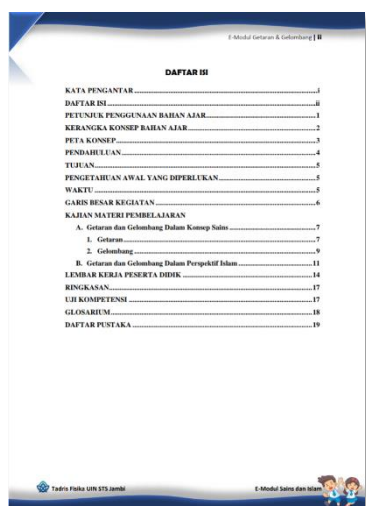 E-Modul Getaran & Gelombang | ii
DAFTAR ISI
KATA PENGANTAR.....i
DAFTAR ISI.....ii
PETUNJUK PENGGUNAAN BAHAN AJAR.....1
KERANGKA KONSEP BAHAN AJAR.....2
PETA KONSEP.....3
PENDAHULUAN.....4
TUJUAN.....5
PENGETAHUAN AWAL YANG DIPERLUKAN.....5
WAKTU.....5
GARIS BESAR KEGIATAN.....6
KAJIAN MATERI PEMBELAJARAN
A. Getaran dan Gelombang Dalam Konsep Sains.....7
1. Getaran.....7
2. Gelombang.....9
B. Getaran dan Gelombang Dalam Perspektif Islam.....11
LEMBAR KERJA PESERTA DIDIK.....14
RINGKASAN.....17
UJI KOMPETENSI.....17
GLOSARIUM.....18
DAFTAR PUSTAKA.....19
Tadris Fisika UIN STS Jambi
E-Modul Sains dan Islam